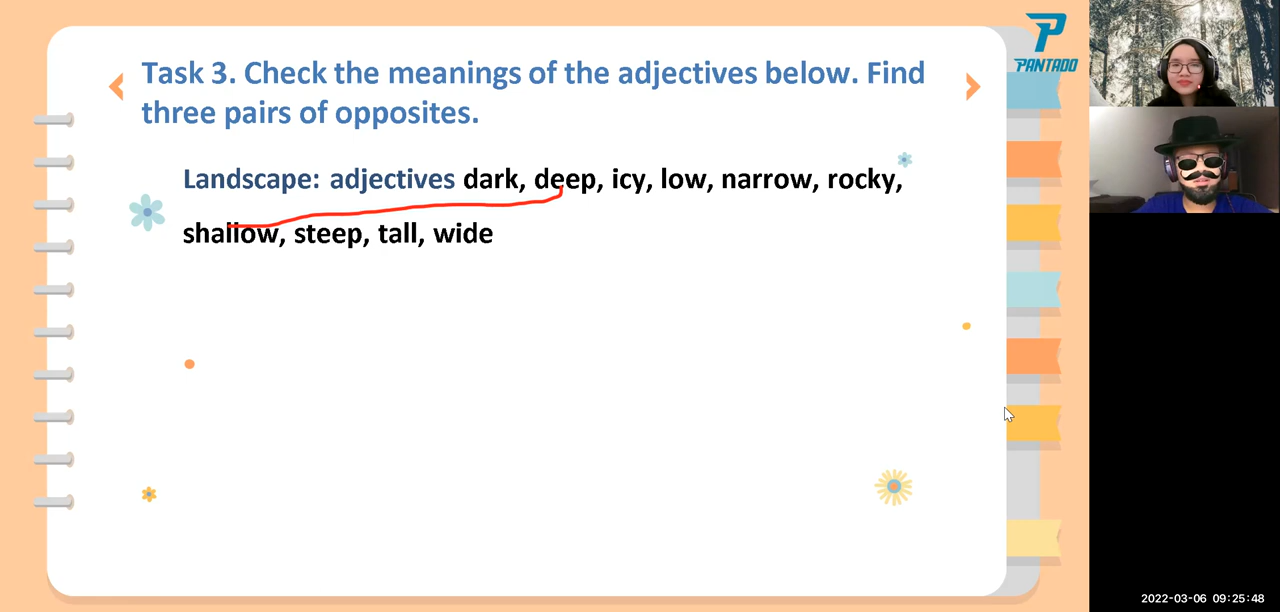 Task 3. Check the meanings of the adjectives below. Find
three pairs of opposites.
Landscape: adjectives dark, deep, icy, low, narrow, rocky,
shallow, steep, tall, wide
PANTADO
2022-03-06 09:25:48